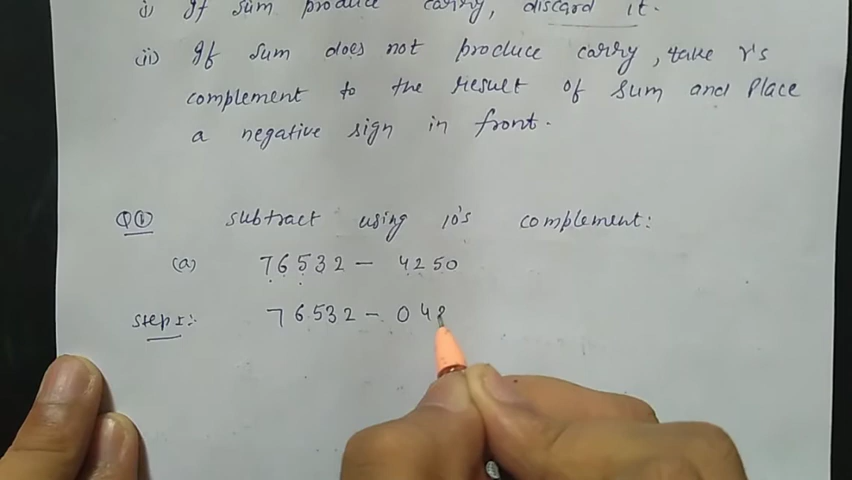 i) If sum produce carry, discard it.
ii) If sum does not produce carry, take r's
complement to the result of sum and Place
a negative sign in front.
Q① subtract using 10's complement:
(a) 76532 - 4250
Step I:- 76532 - 04